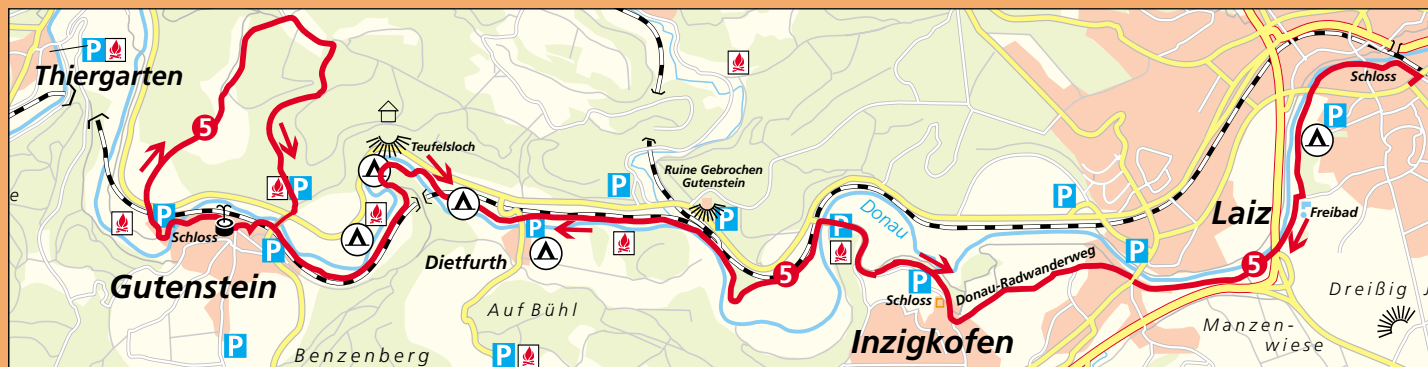 P
Thiergarten
e
5
P
P
Schloss
P
Gutenstein
P
Benzenberg
Teufelsloch
P
Dietfurth
Auf Bühl
P
P
Ruine Gebrochen
Gutenstein
P
5
P
Donau
P
Schloss
Inzigkofen
Donau-Radwanderweg
P
P
Laiz
5
Freibad
P
Schloss
Dreißig J
Manzen-
wiese